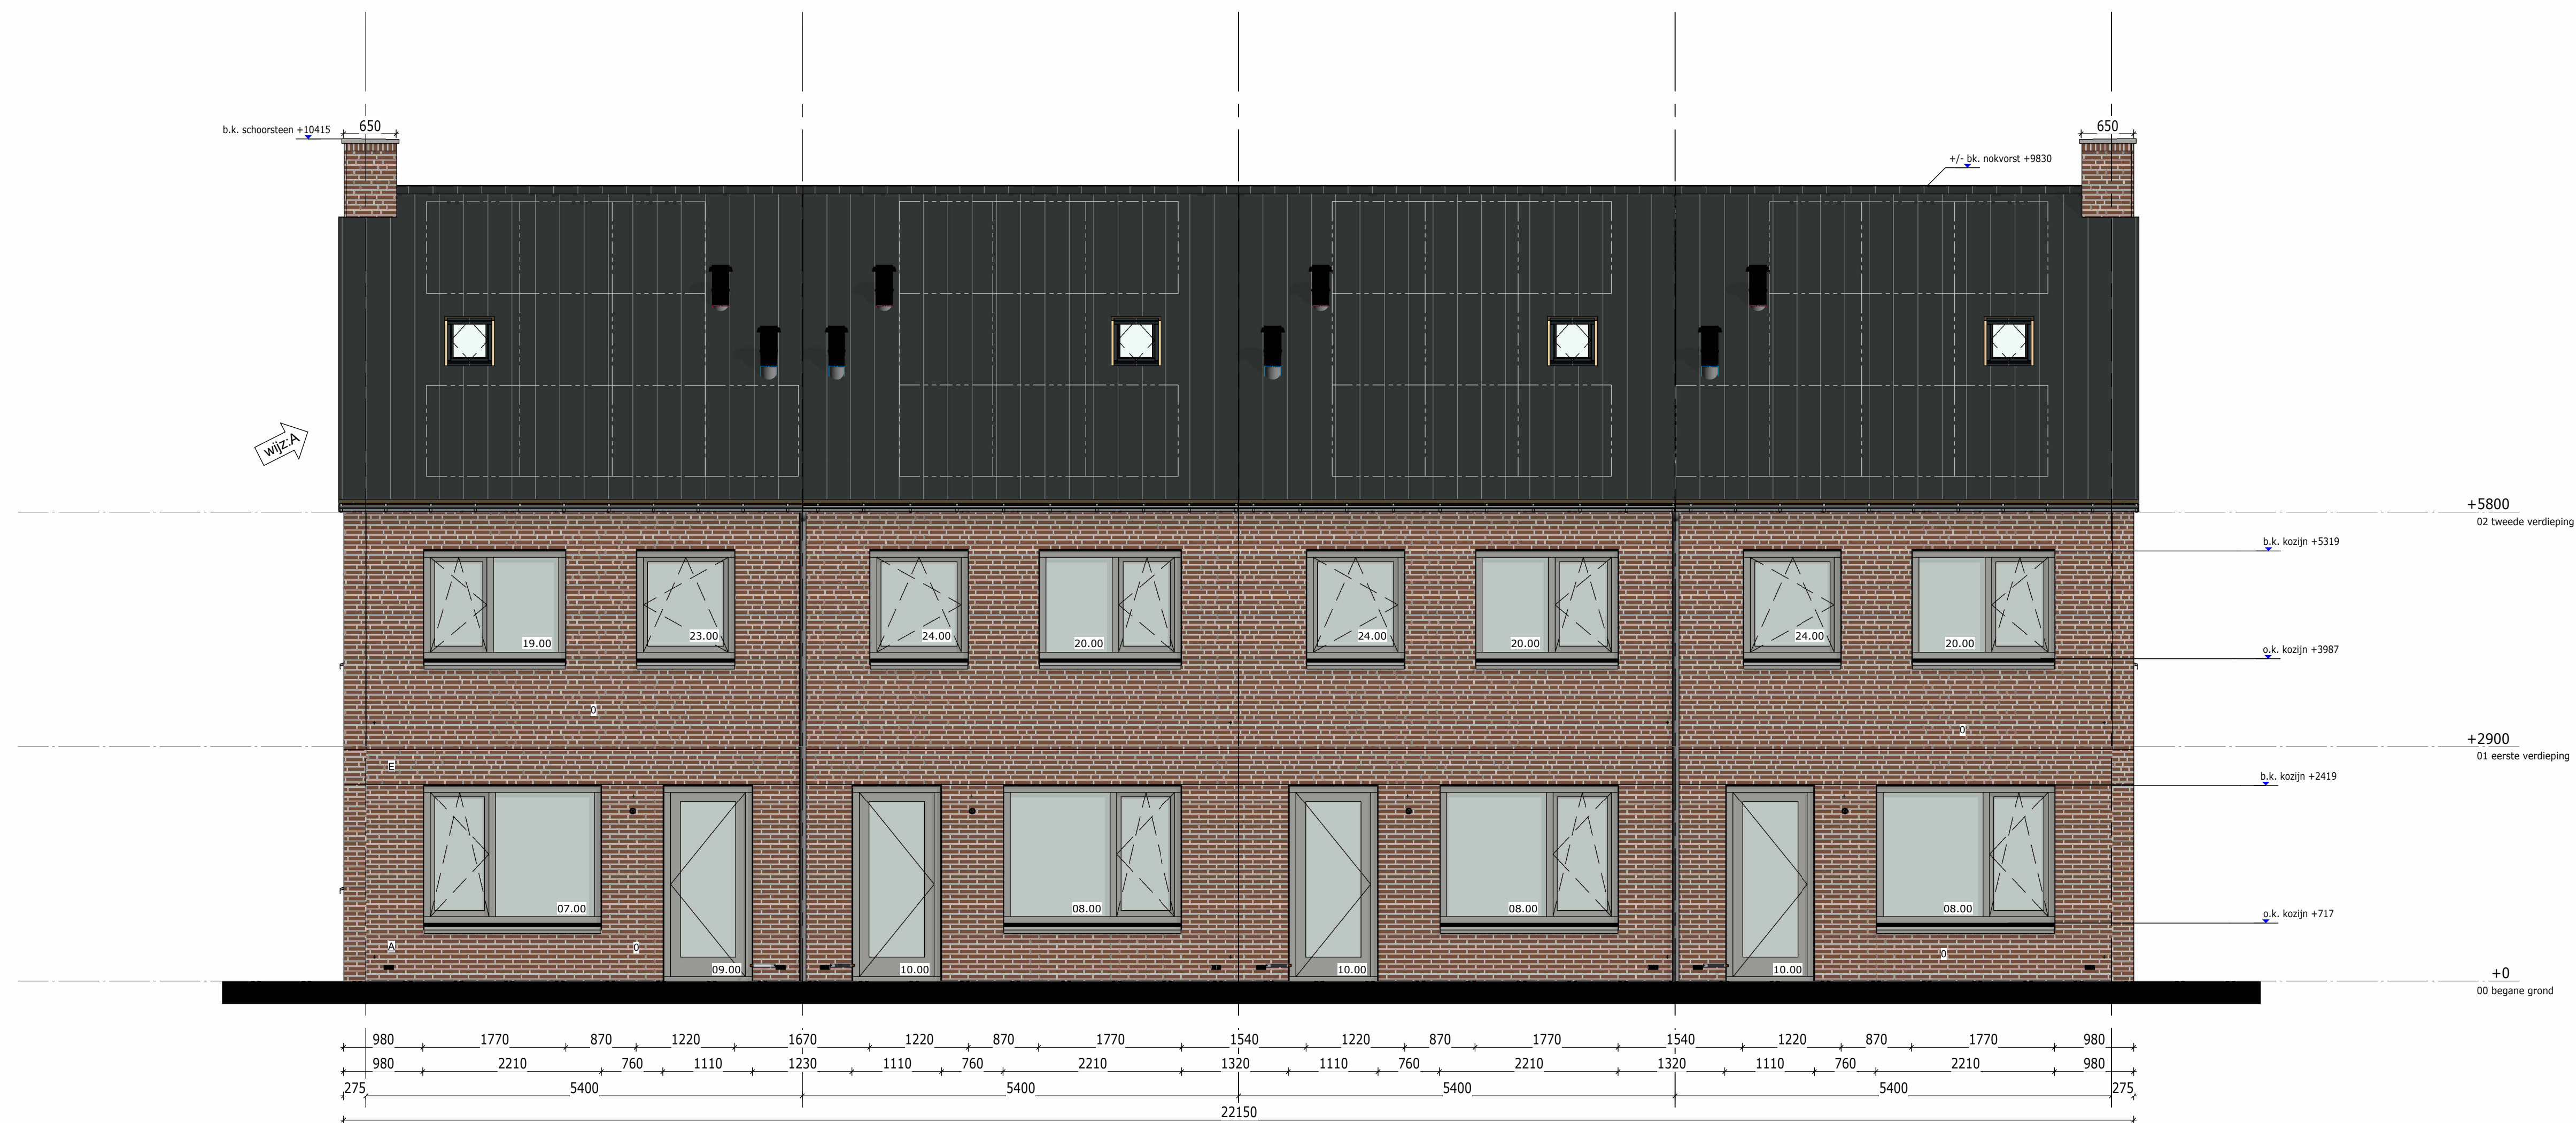 650
650
b.k. schoorsteen +10415
+/- bk. nokvorst +9830
wijz:A
+5800
02 tweede verdieping
b.k. kozijn +5319
19.00
23.00
24.00
20.00
24.00
20.00
24.00
20.00
o.k. kozijn +3987
0
0
+2900
01 eerste verdieping
E
b.k. kozijn +2419
07.00
08.00
08.00
08.00
o.k. kozijn +717
A
0
0
09.00
10.00
10.00
10.00
+0
00 begane grond
980 1770 870 1220 1670 1220 870 1770 1540 1220 870 1770 1540 1220 870 1770 980
980 2210 760 1110 1230 1110 760 2210 1320 1110 760 2210 1320 1110 760 2210 980
275 5400 5400 5400 5400 275
22150